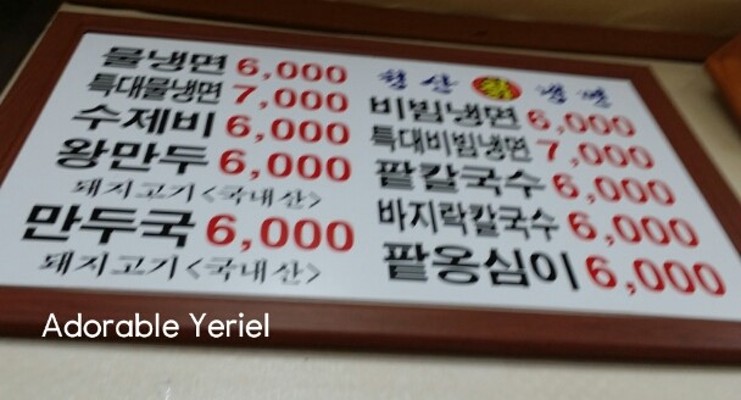 물냉면 6,000
특대물냉면 7,000
수제비 6,000
왕만두 6,000
돼지고기<국내산>
만두국 6,000
돼지고기<국내산>
냉면
비빔냉면 6,000
특대비빔냉면 7,000
팥칼국수 6,000
바지락칼국수 6,000
팥옹심이 6,000
Adorable Yeriel